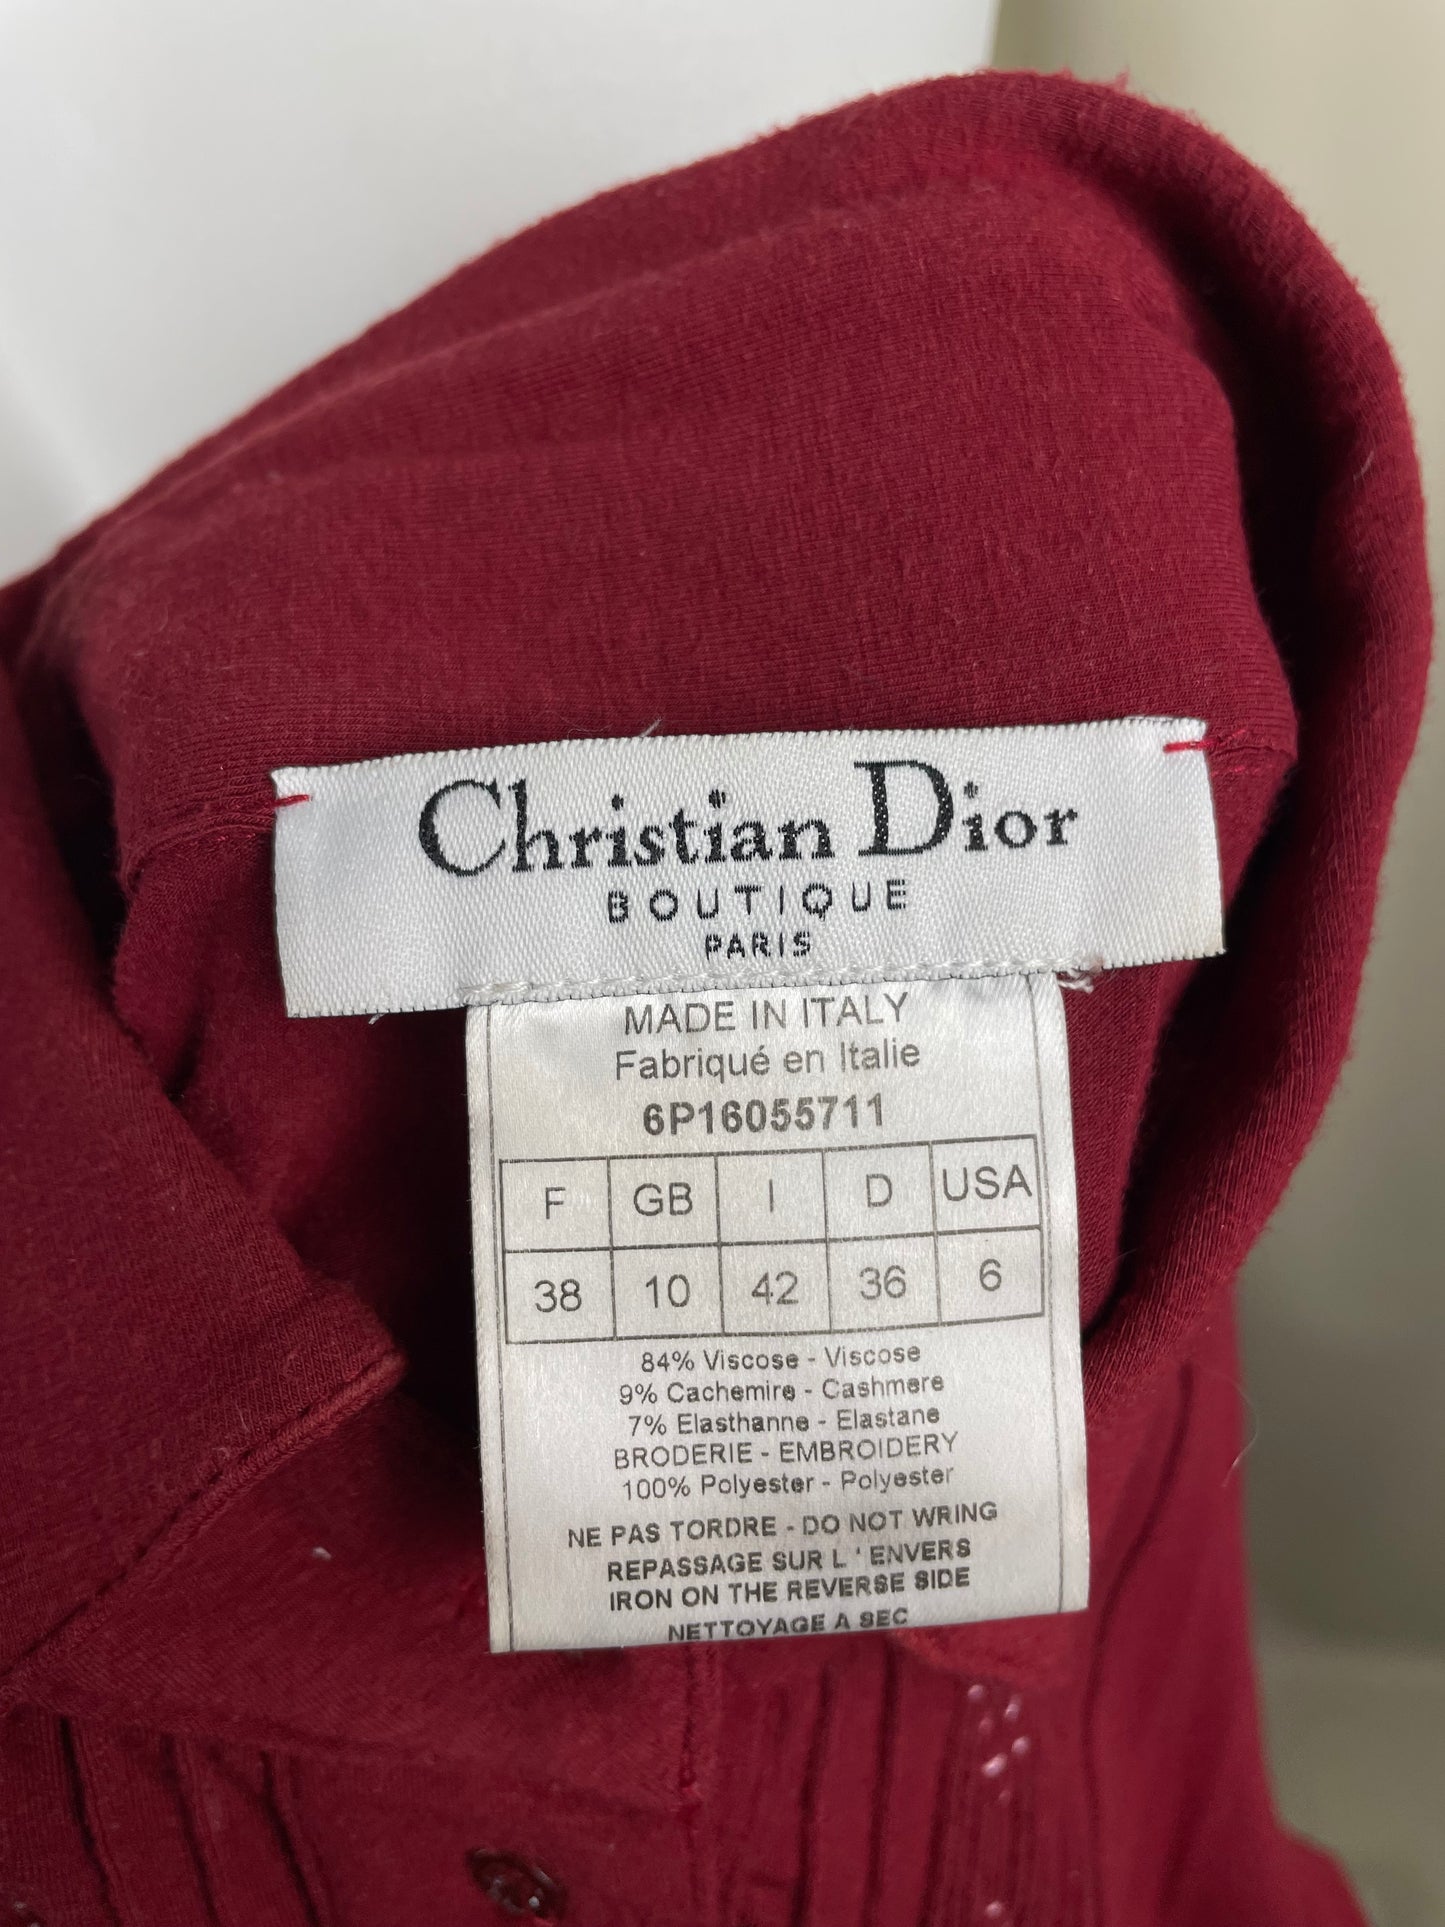 Christian Dior
BOUTIQUE
PARIS
MADE IN ITALY
Fabriqué en Italie
6P16055711
F GB I D USA
38 10 42 36 6
84% Viscose - Viscose
9% Cachemire - Cashmere
7% Elasthanne - Elastane
BRODERIE - EMBROIDERY
100% Polyester - Polyester
NE PAS TORDRE - DO NOT WRING
REPASSAGE SUR L ' ENVERS
IRON ON THE REVERSE SIDE
NETTOYAGE A SEC